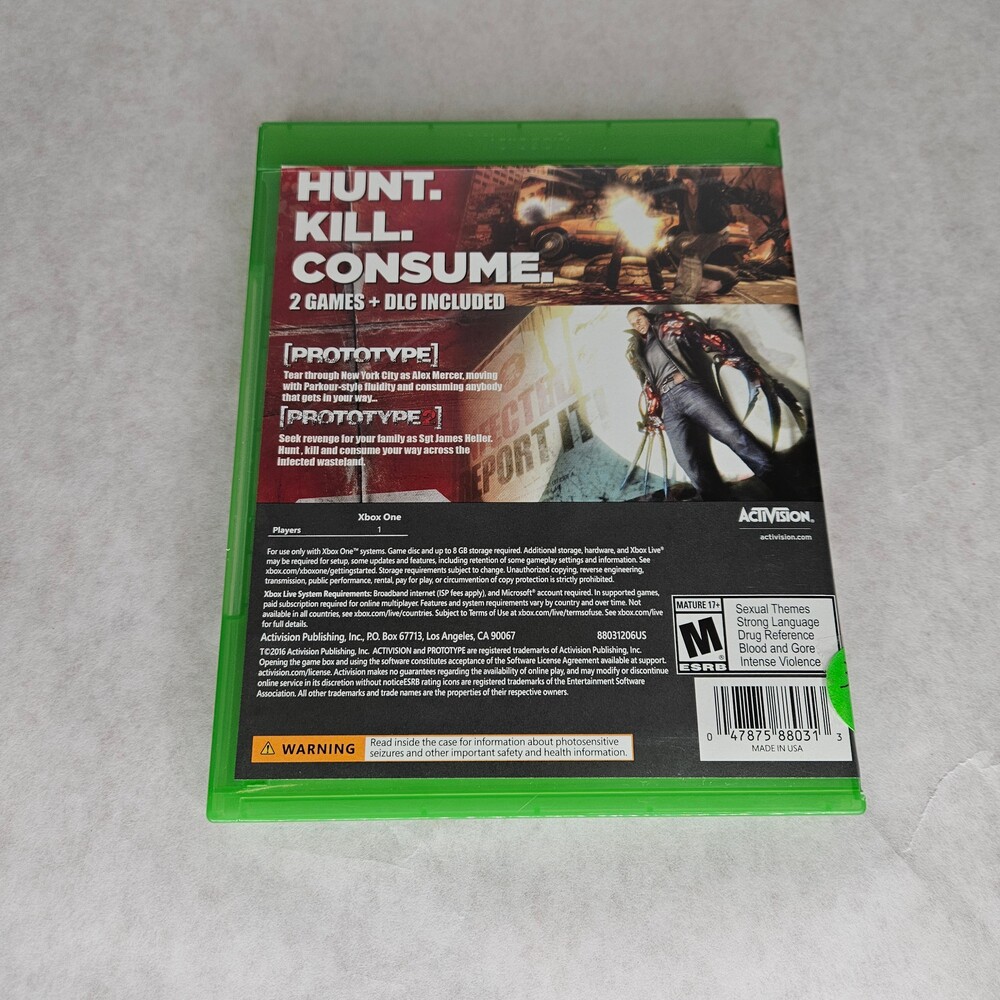 HUNT.
KILL.
CONSUME.
2 GAMES + DLC INCLUDED
[PROTOTYPE]
Tear through New York City as Alex Mercer, moving
with Parkour-style fluidity and consuming anybody
that gets in your way...
[PROTOTYPE2]
Seek revenge for your family as Sgt James Heller.
Hunt , kill and consume your way across the
infected wasteland.
PORT IT!
Xbox One
Players 1
ACTIVISION®
activision.com
For use only with Xbox One™ systems. Game disc and up to 8 GB storage required. Additional storage, hardware, and Xbox Live®
may be required for setup, some updates and features, including retention of some gameplay settings and information. See
xbox.com/xboxone/gettingstarted. Storage requirements subject to change. Unauthorized copying, reverse engineering,
transmission, public performance, rental, pay for play, or circumvention of copy protection is strictly prohibited.
Xbox Live System Requirements: Broadband internet (ISP fees apply), and Microsoft® account required. In supported games,
paid subscription required for online multiplayer. Features and system requirements vary by country and over time. Not
available in all countries, see xbox.com/live/countries. Subject to Terms of Use at xbox.com/live/termsofuse. See xbox.com/live
for full details.
Activision Publishing, Inc., P.O. Box 67713, Los Angeles, CA 90067 88031206US
T©2016 Activision Publishing, Inc. ACTIVISION and PROTOTYPE are registered trademarks of Activision Publishing, Inc.
Opening the game box and using the software constitutes acceptance of the Software License Agreement available at support.
activision.com/license. Activision makes no guarantees regarding the availability of online play, and may modify or discontinue
online service in its discretion without noticeESRB rating icons are registered trademarks of the Entertainment Software
Association. All other trademarks and trade names are the properties of their respective owners.
MATURE 17+
M
ESRB
Sexual Themes
Strong Language
Drug Reference
Blood and Gore
Intense Violence
0 47875 88031 3
MADE IN USA
WARNING
Read inside the case for information about photosensitive
seizures and other important safety and health information.